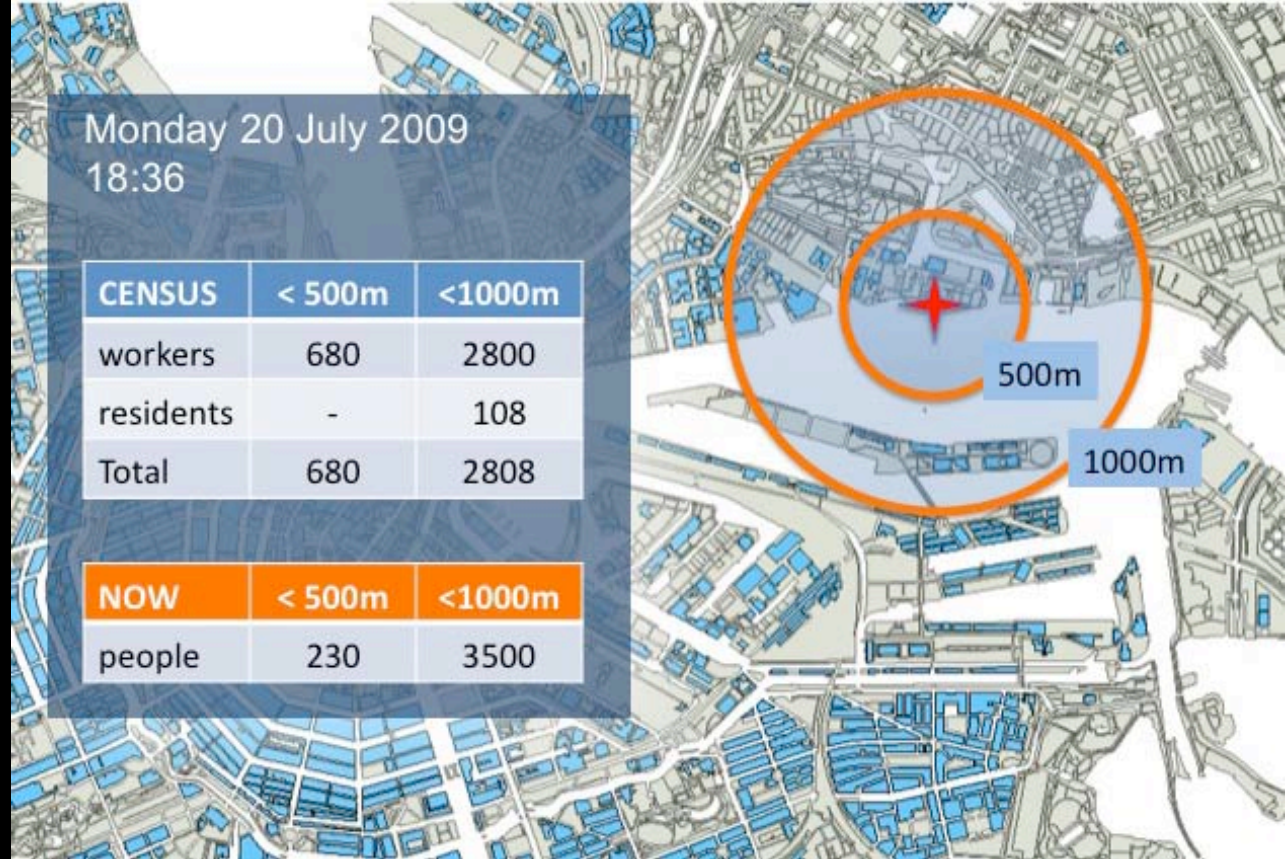 Monday 20 July 2009
18:36
CENSUS < 500m <1000m
workers 680 2800
residents - 108
Total 680 2808
NOW < 500m <1000m
people 230 3500
500m
1000m